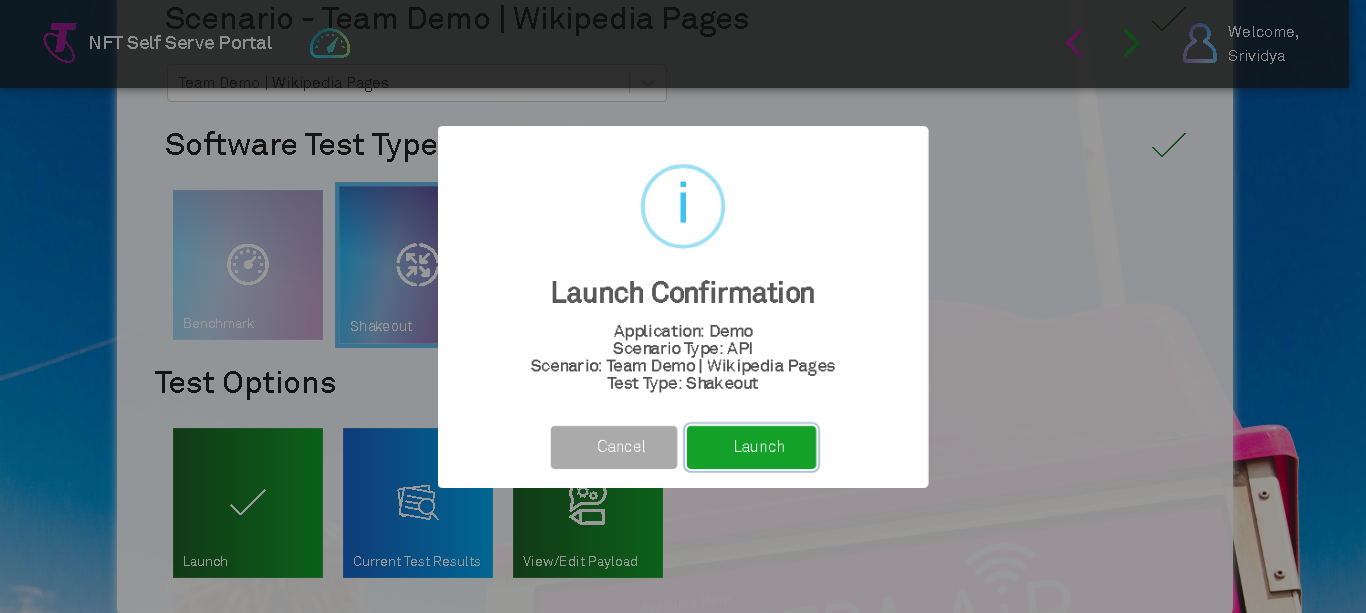 Scenario - Team Demo | Wikipedia Pages
NFT Self Serve Portal
Welcome,
Srividya
Team Demo | Wikipedia Pages
Software Test Type
Benchmark
Shakeout
Launch Confirmation
Application: Demo
Scenario Type: API
Scenario: Team Demo | Wikipedia Pages
Test Type: Shakeout
Cancel
Launch
Test Options
Launch
Current Test Results
View/Edit Payload